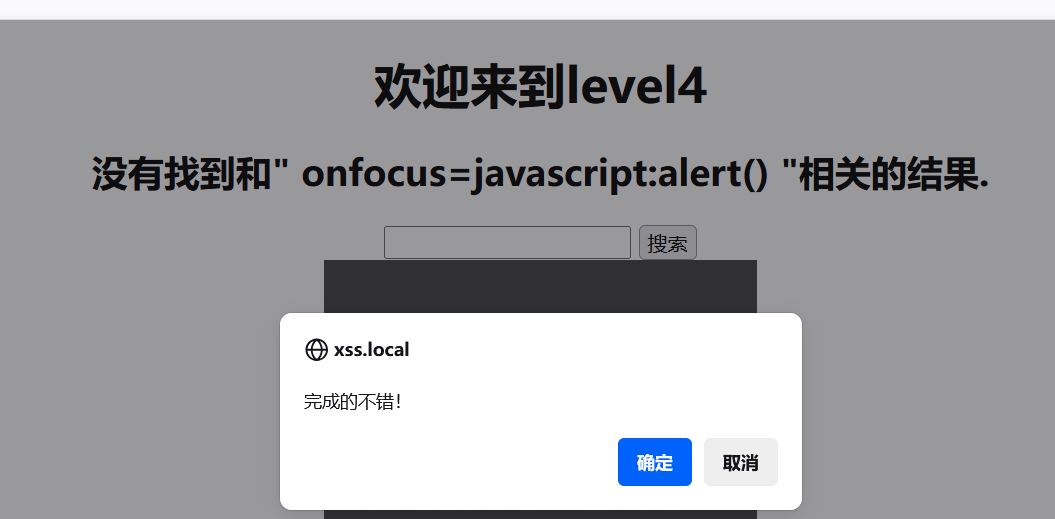 欢迎来到level4
没有找到和" onfocus=javascript:alert() "相关的结果.
搜索
xss.local
完成的不错！
确定 取消